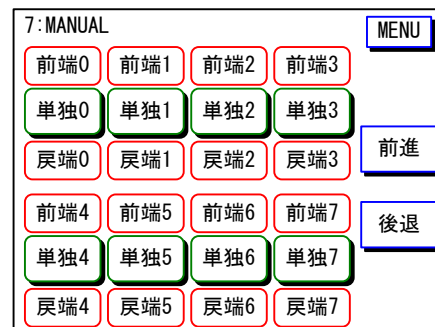 7:MANUAL MENU
前端0 前端1 前端2 前端3
単独0 単独1 単独2 単独3
戻端0 戻端1 戻端2 戻端3
前進
前端4 前端5 前端6 前端7
後退
単独4 単独5 単独6 単独7
戻端4 戻端5 戻端6 戻端7